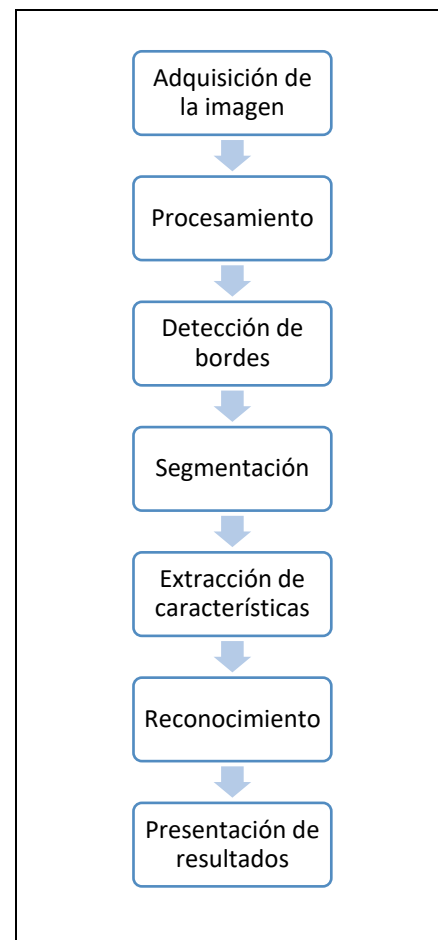 Adquisición de
la imagen
Procesamiento
Detección de
bordes
Segmentación
Extracción de
características
Reconocimiento
Presentación de
resultados